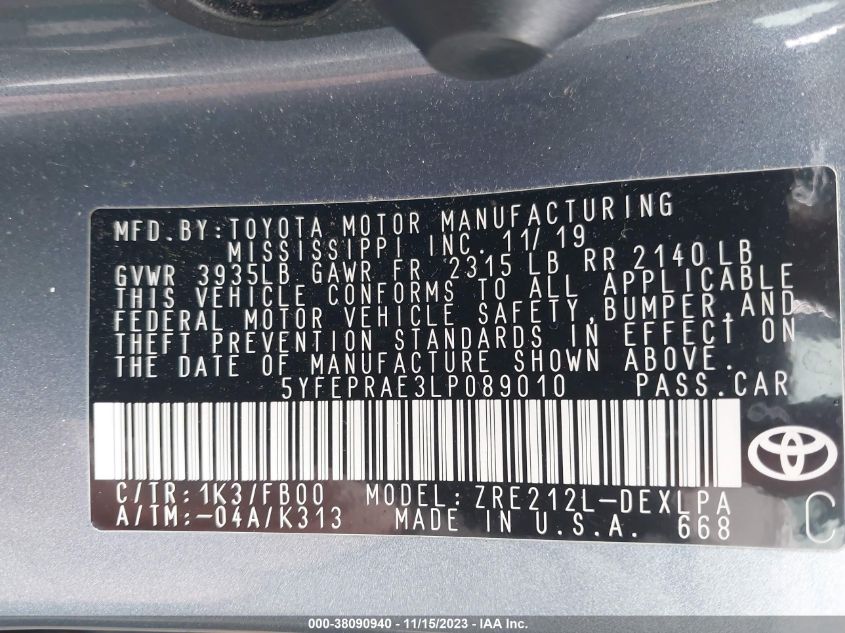 MFD.BY:TOYOTA MOTOR MANUFACTURING
MISSISSIPPI INC. 11/19
GVWR 3935LB GAWR FR 2315LB RR 2140LB
THIS VEHICLE CONFORMS TO ALL APPLICABLE
FEDERAL MOTOR VEHICLE SAFETY,BUMPER,AND
THEFT PREVENTION STANDARDS IN EFFECT ON
THE DATE OF MANUFACTURE SHOWN ABOVE.
5YFEPRAE3LP089010 PASS.CAR
C/TR:1K3/FB00 MODEL:ZRE212L-DEXLPA
A/TM:-04A/K313 MADE IN U.S.A. 668
C
000-38090940 - 11/15/2023 - IAA Inc.